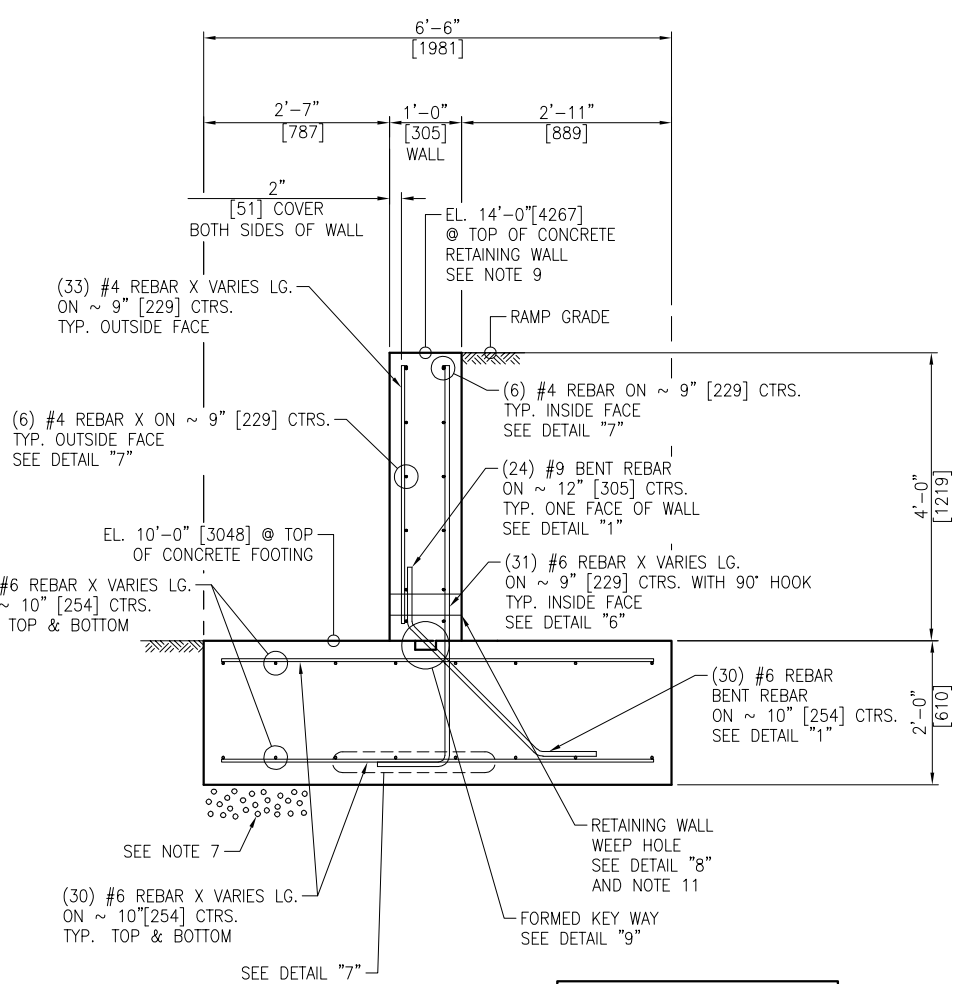 6'-6"
[1981]
2'-7"
[787]
1'-0"
[305]
WALL
2'-11"
[889]
2"
[51] COVER
BOTH SIDES OF WALL
EL. 14'-0"[4267]
@ TOP OF CONCRETE
RETAINING WALL
SEE NOTE 9
(33) #4 REBAR X VARIES LG.
ON ~ 9" [229] CTRS.
TYP. OUTSIDE FACE
RAMP GRADE
(6) #4 REBAR ON ~ 9" [229] CTRS.
TYP. INSIDE FACE
SEE DETAIL "7"
(6) #4 REBAR X ON ~ 9" [229] CTRS.
TYP. OUTSIDE FACE
SEE DETAIL "7"
(24) #9 BENT REBAR
ON ~ 12" [305] CTRS.
TYP. ONE FACE OF WALL
SEE DETAIL "1"
4'-0"
[1219]
EL. 10'-0" [3048] @ TOP
OF CONCRETE FOOTING
(31) #6 REBAR X VARIES LG.
ON ~ 9" [229] CTRS. WITH 90° HOOK
TYP. INSIDE FACE
SEE DETAIL "6"
#6 REBAR X VARIES LG.
~ 10" [254] CTRS.
TOP & BOTTOM
(30) #6 REBAR
BENT REBAR
ON ~ 10" [254] CTRS.
SEE DETAIL "1"
2'-0"
[610]
SEE NOTE 7
RETAINING WALL
WEEP HOLE
SEE DETAIL "8"
AND NOTE 11
(30) #6 REBAR X VARIES LG.
ON ~ 10"[254] CTRS.
TYP. TOP & BOTTOM
FORMED KEY WAY
SEE DETAIL "9"
SEE DETAIL "7"